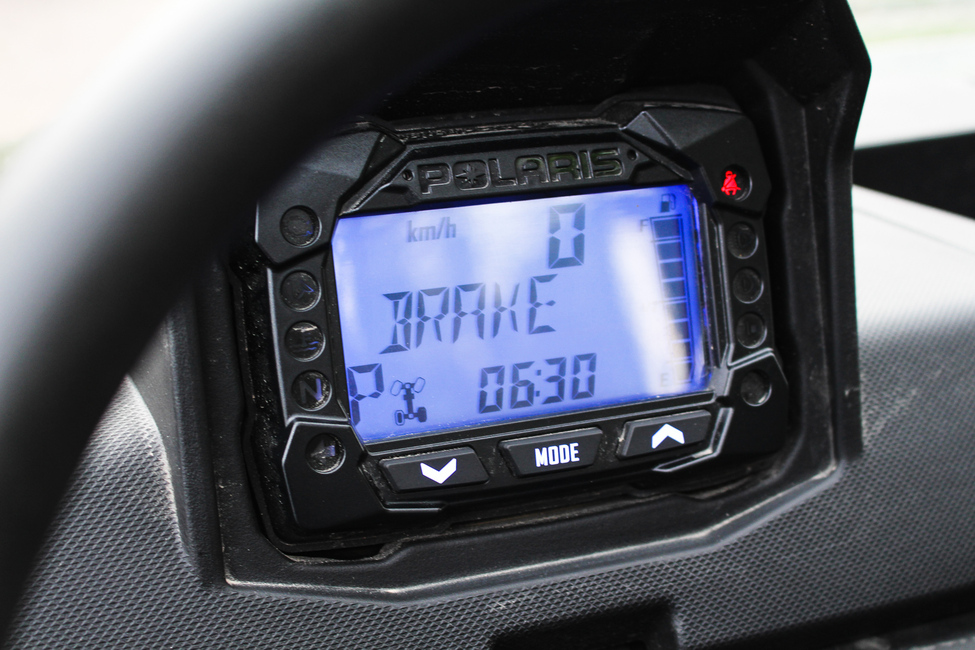 POLARIS
km/h 0
F
BRAKE
P 06:30
E
N
MODE